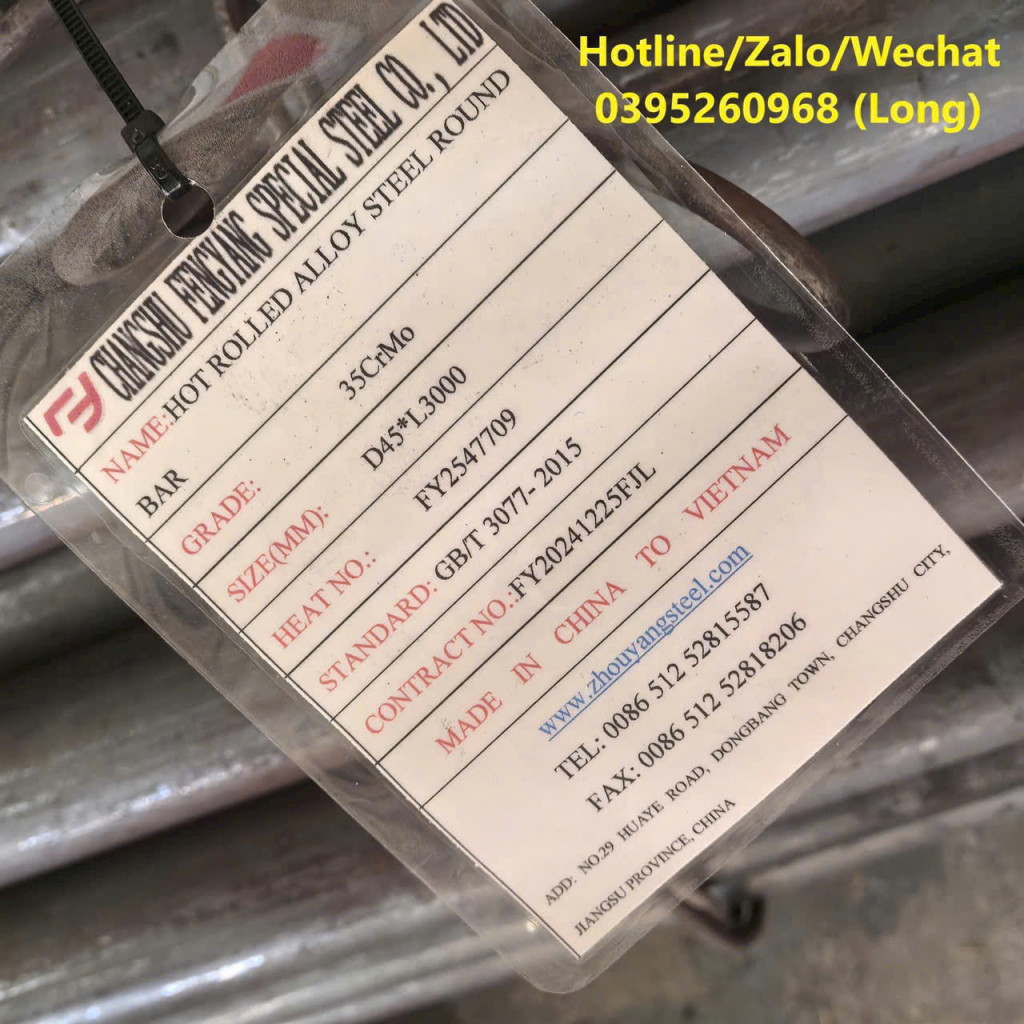 Hotline/Zalo/Wechat
0395260968 (Long)
CHANGSHU FENGYANG SPECIAL STEEL CO., LTD
NAME:HOT ROLLED ALLOY STEEL ROUND
BAR
GRADE: 35CrMo
SIZE(MM): D45*L3000
HEAT NO.: FY2547709
STANDARD: GB/T 3077- 2015
CONTRACT NO.:FY20241225FJL
MADE IN CHINA TO VIETNAM
www.zhouyangsteel.com
TEL: 0086 512 52815587
FAX: 0086 512 52818206
ADD: NO.29 HUAYE ROAD, DONGBANG TOWN, CHANGSHU CITY,
JIANGSU PROVINCE, CHINA